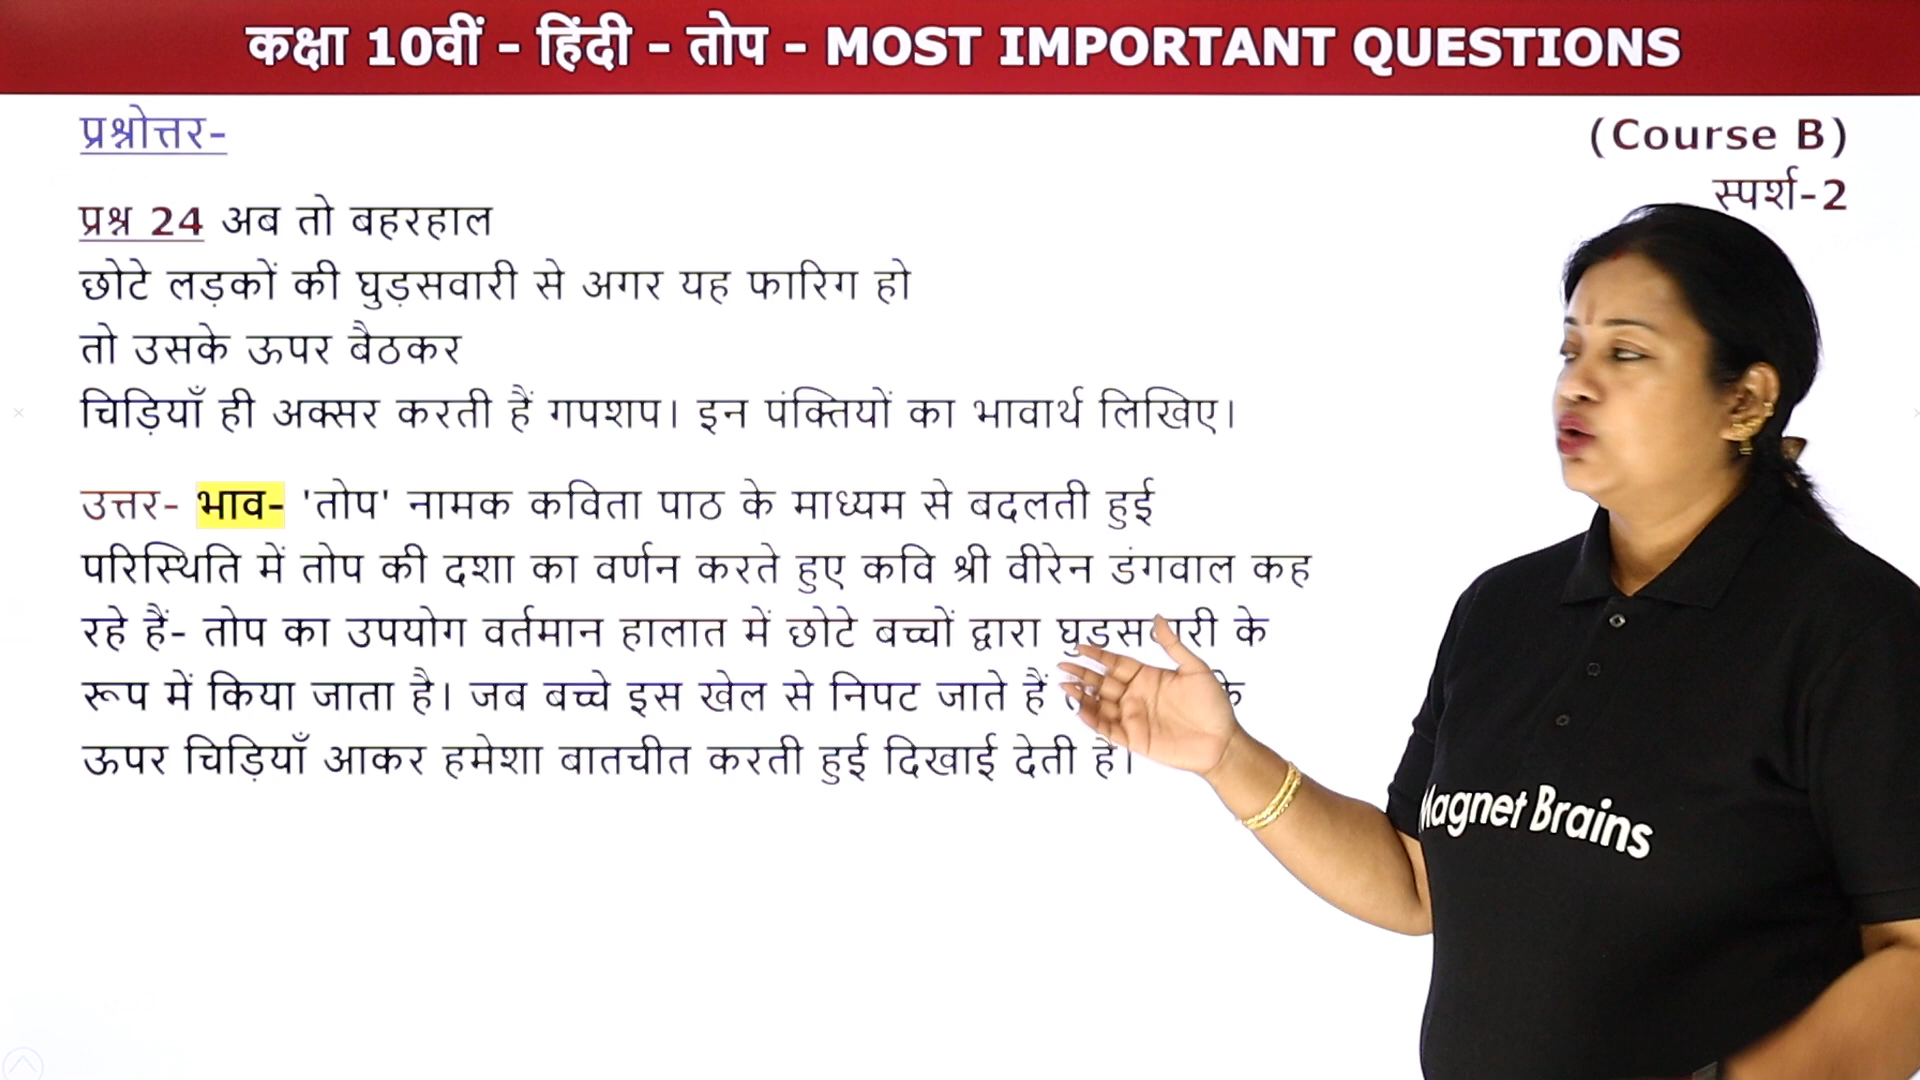 कक्षा 10वीं - हिंदी - तोप - MOST IMPORTANT QUESTIONS
प्रश्नोत्तर-
(Course B)
स्पर्श-2
प्रश्न 24 अब तो बहरहाल
छोटे लड़कों की घुड़सवारी से अगर यह फारिग हो
तो उसके ऊपर बैठकर
चिड़ियाँ ही अक्सर करती हैं गपशप। इन पंक्तियों का भावार्थ लिखिए।
उत्तर- भाव- 'तोप' नामक कविता पाठ के माध्यम से बदलती हुई
परिस्थिति में तोप की दशा का वर्णन करते हुए कवि श्री वीरेन डंगवाल कह
रहे हैं- तोप का उपयोग वर्तमान हालात में छोटे बच्चों द्वारा घुडसवारी के
रूप में किया जाता है। जब बच्चे इस खेल से निपट जाते हैं
ऊपर चिड़ियाँ आकर हमेशा बातचीत करती हुई दिखाई देती हैं।
Magnet Brains